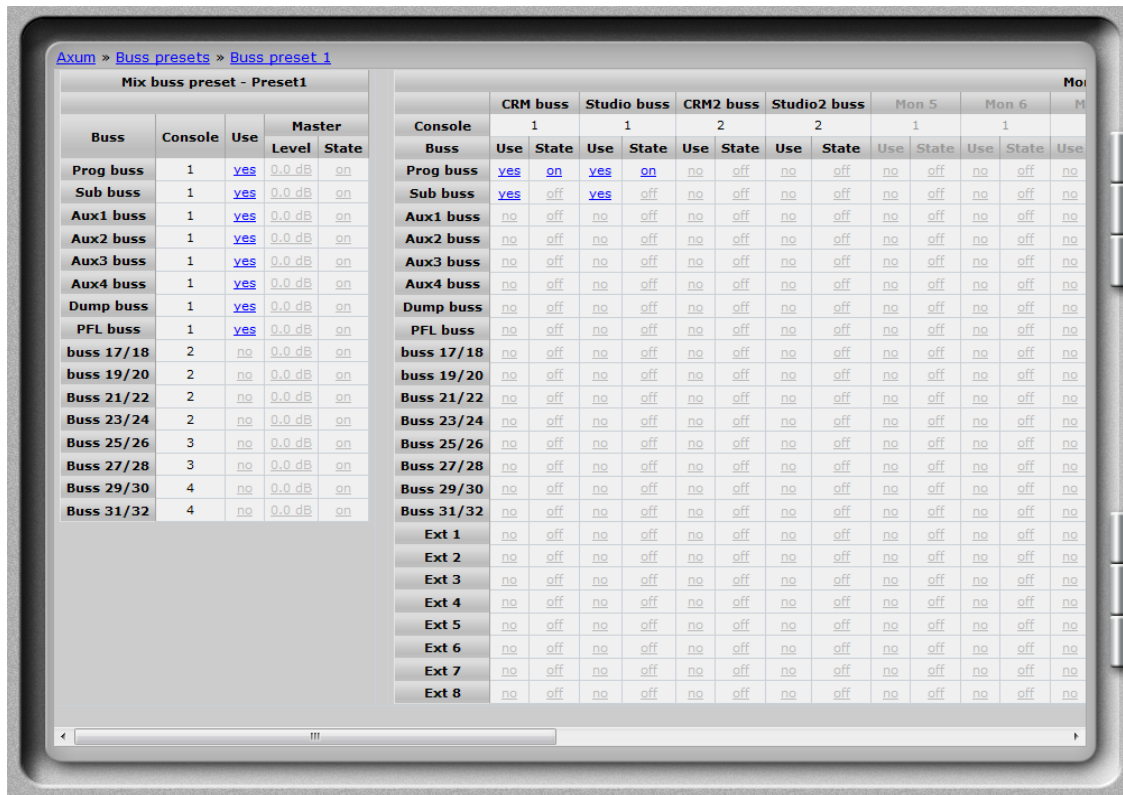 Axum » Buss presets » Buss preset 1
Mix buss preset - Preset1
Buss Console Use Master
Level State
Prog buss 1 yes 0.0 dB on
Sub buss 1 yes 0.0 dB on
Aux1 buss 1 yes 0.0 dB on
Aux2 buss 1 yes 0.0 dB on
Aux3 buss 1 yes 0.0 dB on
Aux4 buss 1 yes 0.0 dB on
Dump buss 1 yes 0.0 dB on
PFL buss 1 yes 0.0 dB on
buss 17/18 2 no 0.0 dB on
buss 19/20 2 no 0.0 dB on
Buss 21/22 2 no 0.0 dB on
Buss 23/24 2 no 0.0 dB on
Buss 25/26 3 no 0.0 dB on
Buss 27/28 3 no 0.0 dB on
Buss 29/30 4 no 0.0 dB on
Buss 31/32 4 no 0.0 dB on
Mo
CRM buss Studio buss CRM2 buss Studio2 buss Mon 5 Mon 6 M
Console 1 1 2 2 1 1
Buss Use State Use State Use State Use State Use State Use State Use
Prog buss yes on yes on no off no off no off no off no
Sub buss yes off yes off no off no off no off no off no
Aux1 buss no off no off no off no off no off no off no
Aux2 buss no off no off no off no off no off no off no
Aux3 buss no off no off no off no off no off no off no
Aux4 buss no off no off no off no off no off no off no
Dump buss no off no off no off no off no off no off no
PFL buss no off no off no off no off no off no off no
buss 17/18 no off no off no off no off no off no off no
buss 19/20 no off no off no off no off no off no off no
Buss 21/22 no off no off no off no off no off no off no
Buss 23/24 no off no off no off no off no off no off no
Buss 25/26 no off no off no off no off no off no off no
Buss 27/28 no off no off no off no off no off no off no
Buss 29/30 no off no off no off no off no off no off no
Buss 31/32 no off no off no off no off no off no off no
Ext 1 no off no off no off no off no off no off no
Ext 2 no off no off no off no off no off no off no
Ext 3 no off no off no off no off no off no off no
Ext 4 no off no off no off no off no off no off no
Ext 5 no off no off no off no off no off no off no
Ext 6 no off no off no off no off no off no off no
Ext 7 no off no off no off no off no off no off no
Ext 8 no off no off no off no off no off no off no